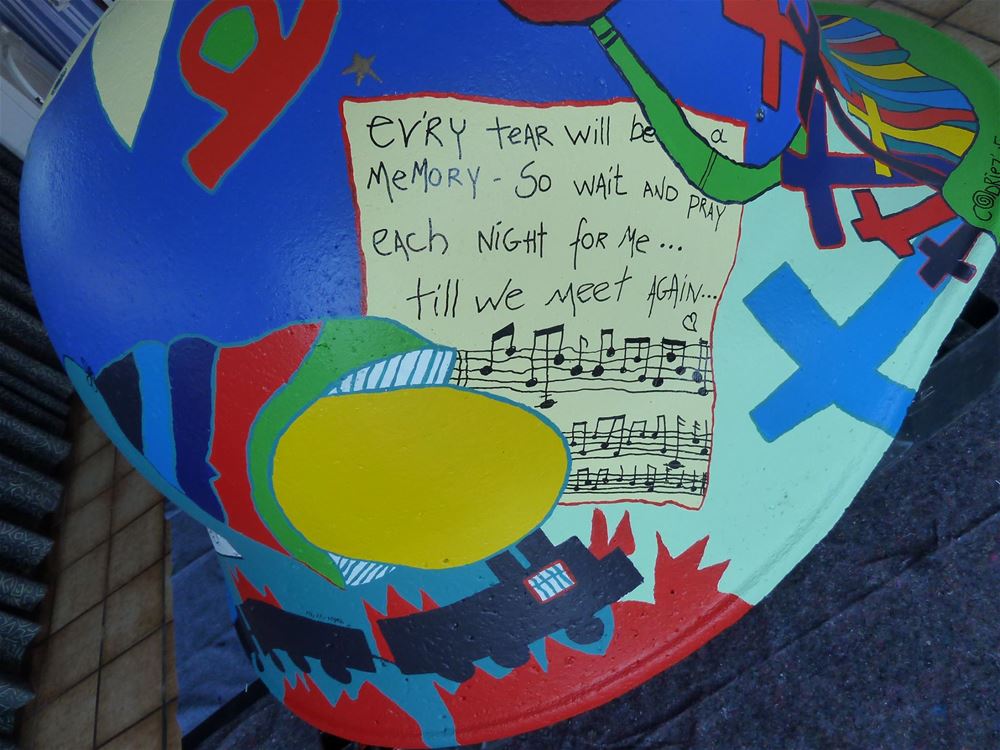 EV'RY tEAR will be a
MeMORY - So wait AND PRAY
EACh NiGHt for Me...
till we meet AGAIN...